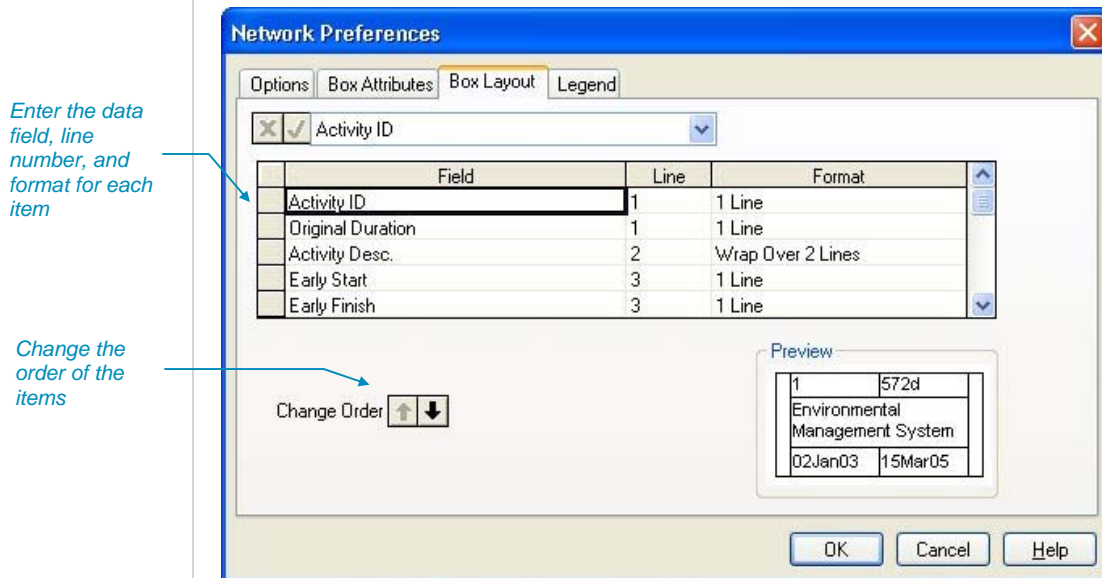 Network Preferences
Options Box Attributes Box Layout Legend
Enter the data
field, line
number, and
format for each
item
Activity ID
Field Line Format
Activity ID 1 1 Line
Original Duration 1 1 Line
Activity Desc. 2 Wrap Over 2 Lines
Early Start 3 1 Line
Early Finish 3 1 Line
Change the
order of the
items
Change Order
Preview
1 572d
Environmental
Management System
02Jan03 15Mar05
OK Cancel Help